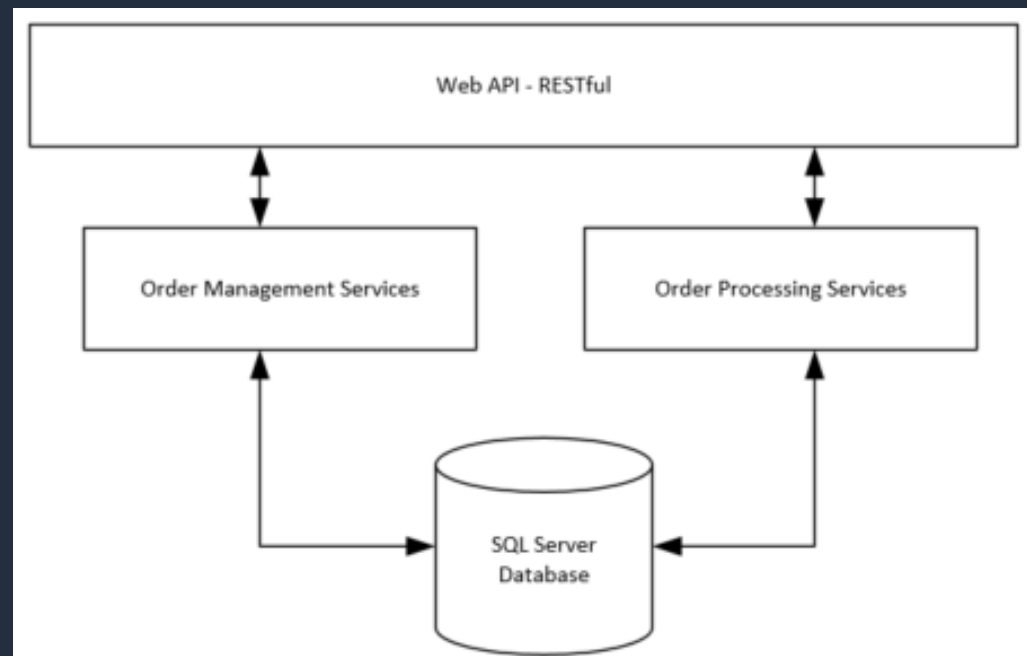 Web API - RESTful
Order Management Services
Order Processing Services
SQL Server
Database